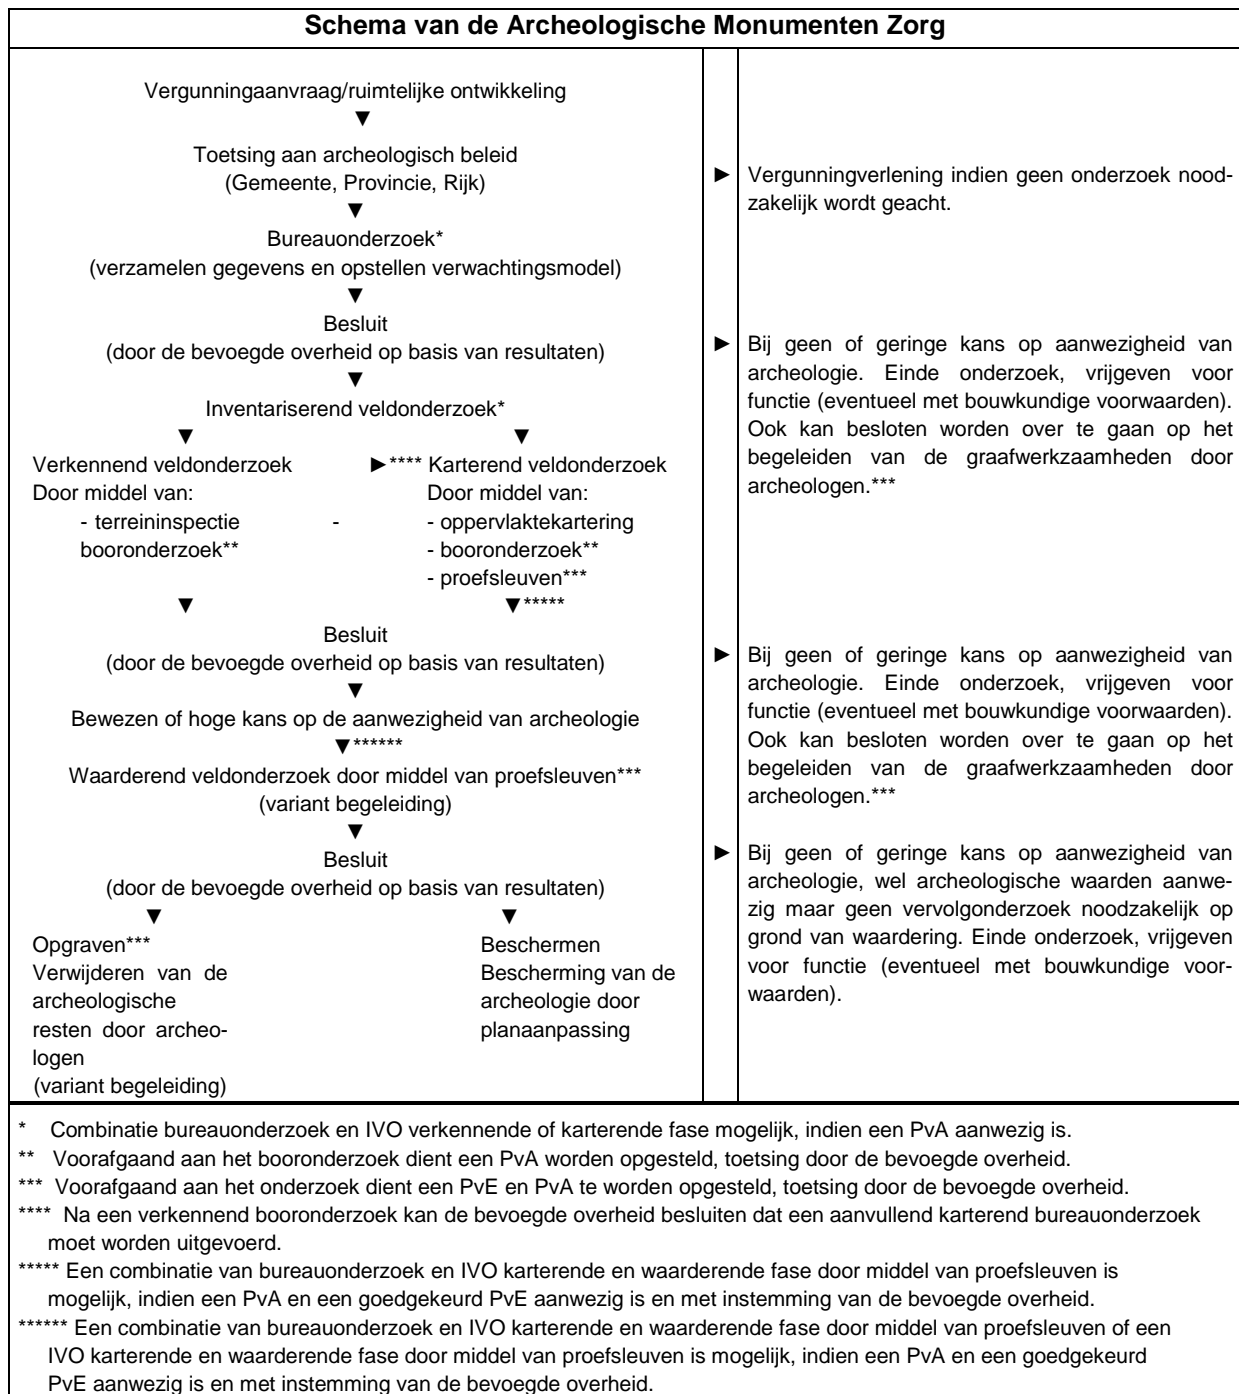 Schema van de Archeologische Monumenten Zorg
Vergunningaanvraag/ruimtelijke ontwikkeling
▼
Toetsing aan archeologisch beleid
(Gemeente, Provincie, Rijk)
▼
Bureauonderzoek*
(verzamelen gegevens en opstellen verwachtingsmodel)
▼
Besluit
(door de bevoegde overheid op basis van resultaten)
▼
Inventariserend veldonderzoek*
▼ ▼
Verkennend veldonderzoek ►**** Karterend veldonderzoek
Door middel van: Door middel van:
- terreininspectie - - oppervlaktekartering
booronderzoek** - booronderzoek**
- proefsleuven***
▼ ▼*****
Besluit
(door de bevoegde overheid op basis van resultaten)
▼
Bewezen of hoge kans op de aanwezigheid van archeologie
▼******
Waarderend veldonderzoek door middel van proefsleuven***
(variant begeleiding)
▼
Besluit
(door de bevoegde overheid op basis van resultaten)
▼ ▼
Opgraven*** Beschermen
Verwijderen van de Bescherming van de
archeologische archeologie door
resten door archeo- planaanpassing
logen
(variant begeleiding)
► Vergunningverlening indien geen onderzoek nood-
zakelijk wordt geacht.
► Bij geen of geringe kans op aanwezigheid van
archeologie. Einde onderzoek, vrijgeven voor
functie (eventueel met bouwkundige voorwaarden).
Ook kan besloten worden over te gaan op het
begeleiden van de graafwerkzaamheden door
archeologen.***
► Bij geen of geringe kans op aanwezigheid van
archeologie. Einde onderzoek, vrijgeven voor
functie (eventueel met bouwkundige voorwaarden).
Ook kan besloten worden over te gaan op het
begeleiden van de graafwerkzaamheden door
archeologen.***
► Bij geen of geringe kans op aanwezigheid van
archeologie, wel archeologische waarden aanwe-
zig maar geen vervolgonderzoek noodzakelijk op
grond van waardering. Einde onderzoek, vrijgeven
voor functie (eventueel met bouwkundige voor-
waarden).
* Combinatie bureauonderzoek en IVO verkennende of karterende fase mogelijk, indien een PvA aanwezig is.
** Voorafgaand aan het booronderzoek dient een PvA worden opgesteld, toetsing door de bevoegde overheid.
*** Voorafgaand aan het onderzoek dient een PvE en PvA te worden opgesteld, toetsing door de bevoegde overheid.
**** Na een verkennend booronderzoek kan de bevoegde overheid besluiten dat een aanvullend karterend bureauonderzoek
moet worden uitgevoerd.
***** Een combinatie van bureauonderzoek en IVO karterende en waarderende fase door middel van proefsleuven is
mogelijk, indien een PvA en een goedgekeurd PvE aanwezig is en met instemming van de bevoegde overheid.
****** Een combinatie van bureauonderzoek en IVO karterende en waarderende fase door middel van proefsleuven of een
IVO karterende en waarderende fase door middel van proefsleuven is mogelijk, indien een PvA en een goedgekeurd
PvE aanwezig is en met instemming van de bevoegde overheid.